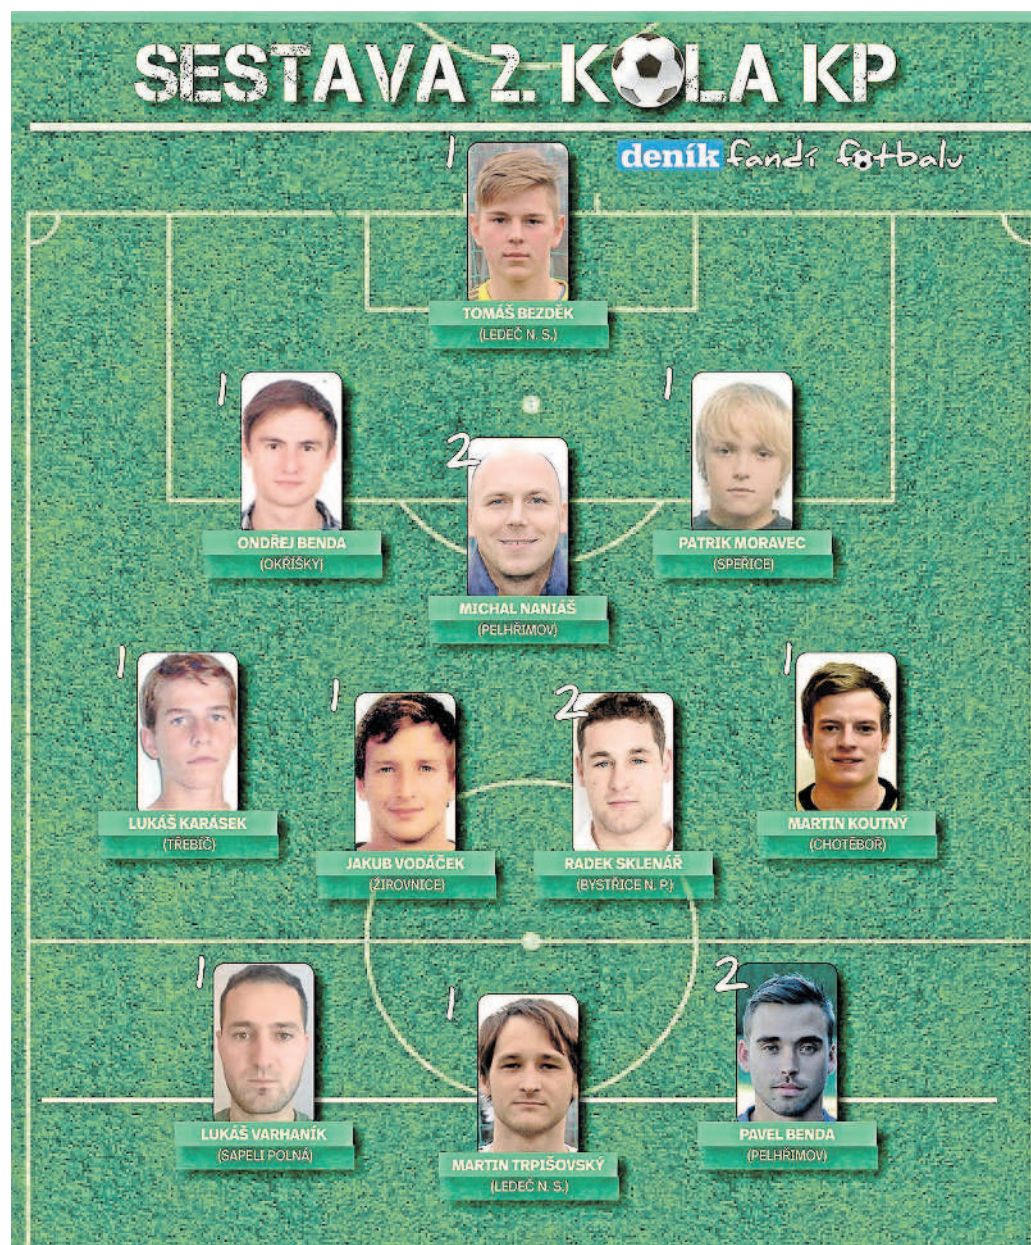 SESTAVA 2. KOLA KP
deník fandí fotbalu
1
TOMÁŠ BEZDĚK
(LEDEČ N. S.)
1
ONDŘEJ BENDA
(OKŘÍŠKY)
2
MICHAL NANIÁŠ
(PELHŘIMOV)
1
PATRIK MORAVEC
(SPEŘICE)
1
LUKÁŠ KARÁSEK
(TŘEBÍČ)
1
JAKUB VODÁČEK
(ŽIROVNICE)
2
RADEK SKLENÁŘ
(BYSTŘICE N. P.)
1
MARTIN KOUTNÝ
(CHOTĚBOŘ)
1
LUKÁŠ VARHANÍK
(SAPELI POLNÁ)
1
MARTIN TRPIŠOVSKÝ
(LEDEČ N. S.)
2
PAVEL BENDA
(PELHŘIMOV)